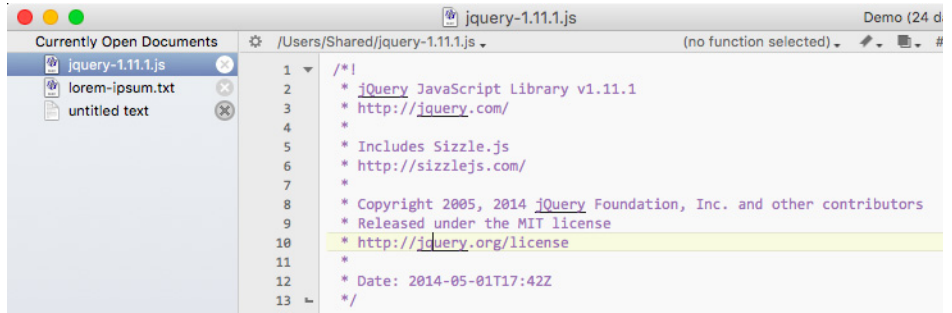 jquery-1.11.1.js
Demo (24 d
Currently Open Documents
/Users/Shared/jquery-1.11.1.js
(no function selected)
#
jquery-1.11.1.js
lorem-ipsum.txt
untitled text
1 /*!
2 * jQuery JavaScript Library v1.11.1
3 * http://jquery.com/
4 *
5 * Includes Sizzle.js
6 * http://sizzlejs.com/
7 *
8 * Copyright 2005, 2014 jQuery Foundation, Inc. and other contributors
9 * Released under the MIT license
10 * http://jquery.org/license
11 *
12 * Date: 2014-05-01T17:42Z
13 */